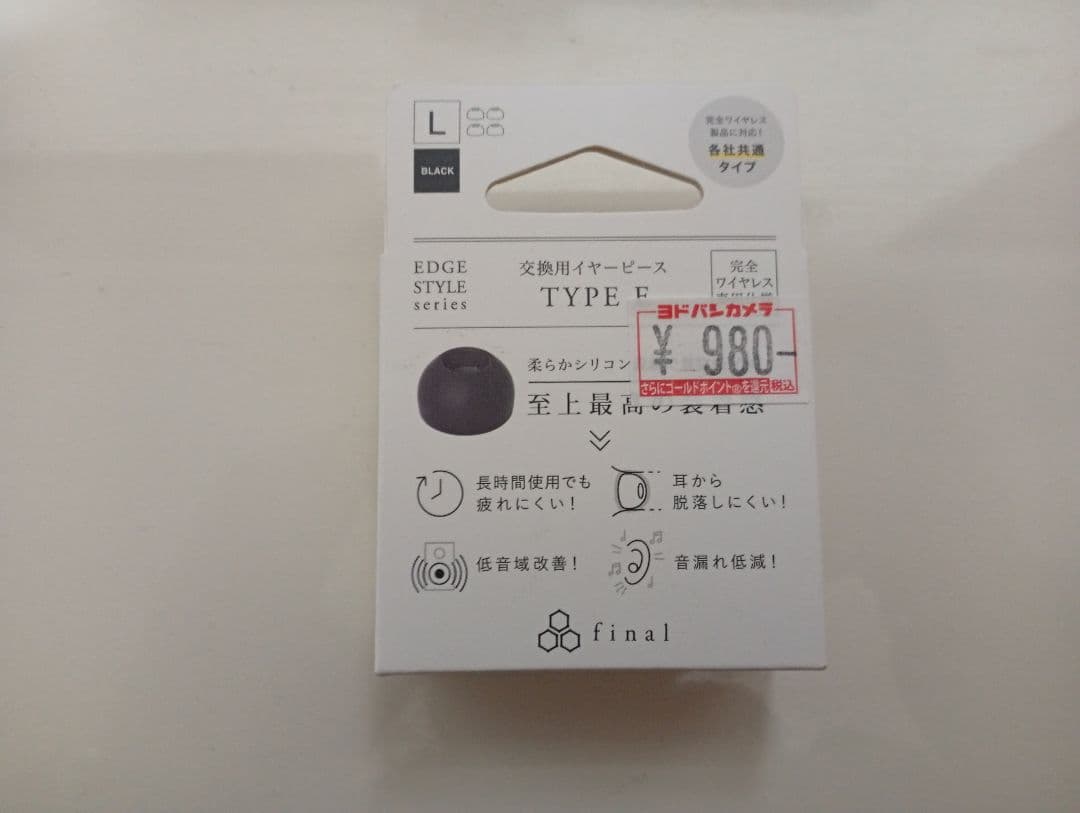 L
BLACK
完全ワイヤレス
製品に対応!
各社共通
タイプ
EDGE
STYLE
series
交換用イヤーピース
TYPE E
完全
ワイヤレス
ヨドバシカメラ
¥ 980-
さらにゴールドポイント®を還元 税込
柔らかシリコン
至上最高の装着感
長時間使用でも
疲れにくい!
耳から
脱落しにくい!
低音域改善!
音漏れ低減!
final